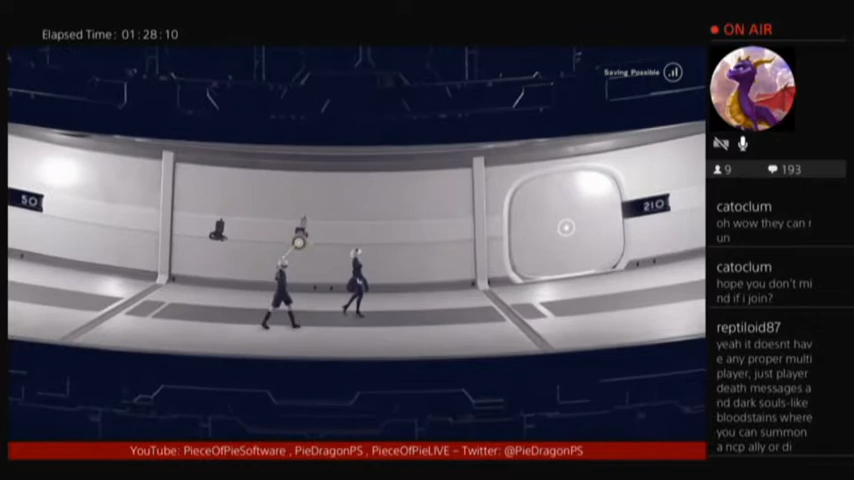 Elapsed Time : 01:28:10
ON AIR
Saving Possible
9 193
50
210
catoclum
oh wow they can r
un
catoclum
hope you don't mi
nd if i join?
reptiloid87
yeah it doesnt hav
e any proper multi
player, just player
death messages a
nd dark souls-like
bloodstains where
you can summon
a ncp ally or di
YouTube: PieceOfPieSoftware , PieDragonPS , PieceOfPieLIVE – Twitter: @PieDragonPS